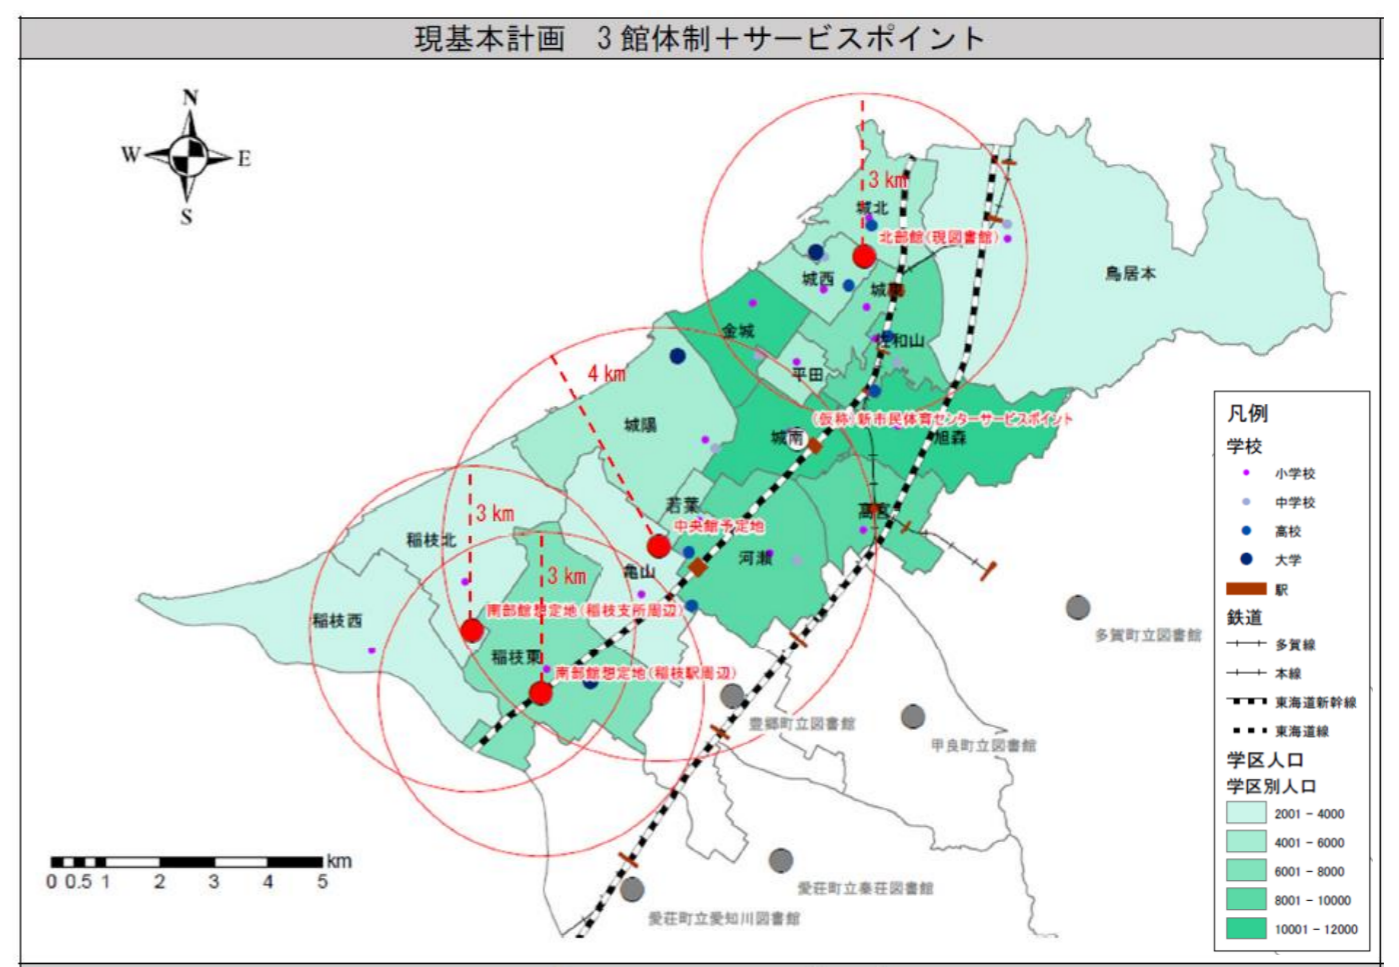 現基本計画　3館体制＋サービスポイント
N
W
E
S
3 km
城北
北部館(現図書館)
鳥居本
城西
金城
佐和山
平田
4 km
(仮称)新市民体育センターサービスポイント
城陽
城南
旭森
若葉
3 km
高宮
中央館予定地
稲枝北
河瀬
3 km
亀山
南部館想定地(稲枝支所周辺)
稲枝西
多賀町立図書館
稲枝東
南部館想定地(稲枝駅周辺)
豊郷町立図書館
甲良町立図書館
愛荘町立秦荘図書館
愛荘町立愛知川図書館
km
0 0.5 1 2 3 4 5
凡例
学校
小学校
中学校
高校
大学
駅
鉄道
多賀線
本線
東海道新幹線
東海道線
学区人口
学区別人口
2001 - 4000
4001 - 6000
6001 - 8000
8001 - 10000
10001 - 12000